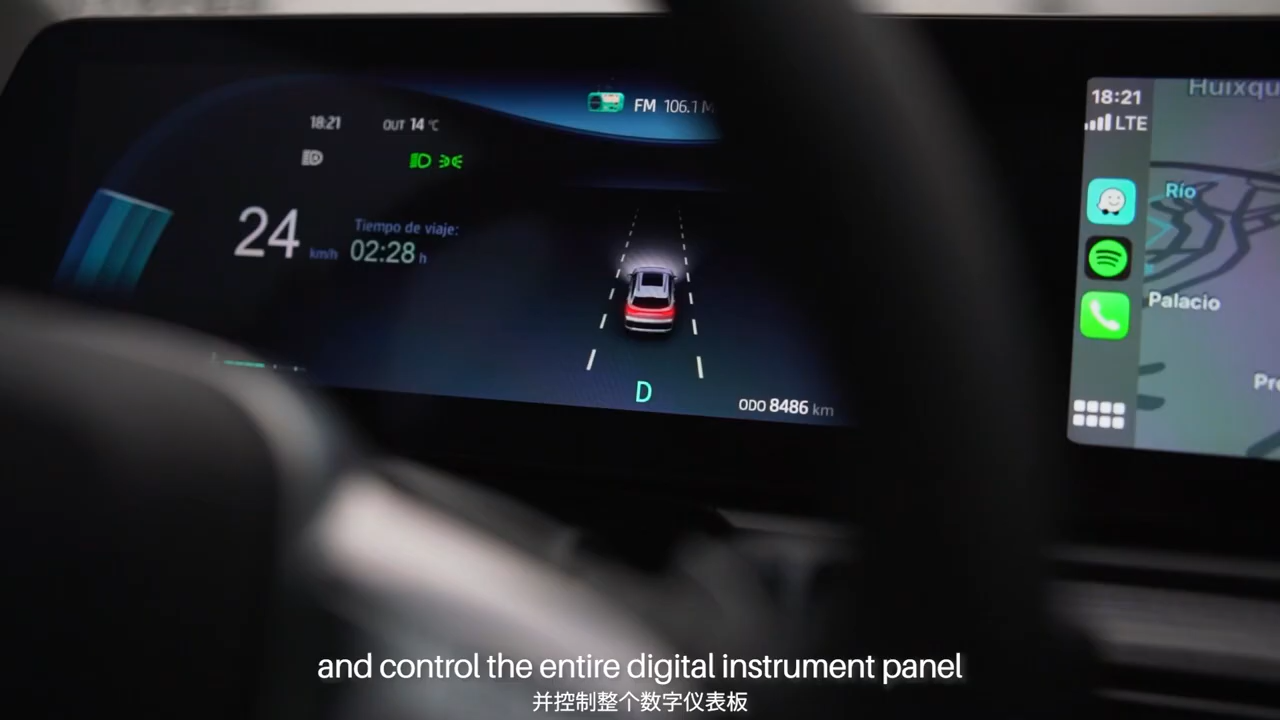 FM 106.1 M
18:21 OUT 14 °C
24 km/h
Tiempo de viaje:
02:28 h
D
ODO 8486 km
Huixqu
18:21
LTE
Río
Palacio
Pre
and control the entire digital instrument panel
并控制整个数字仪表板